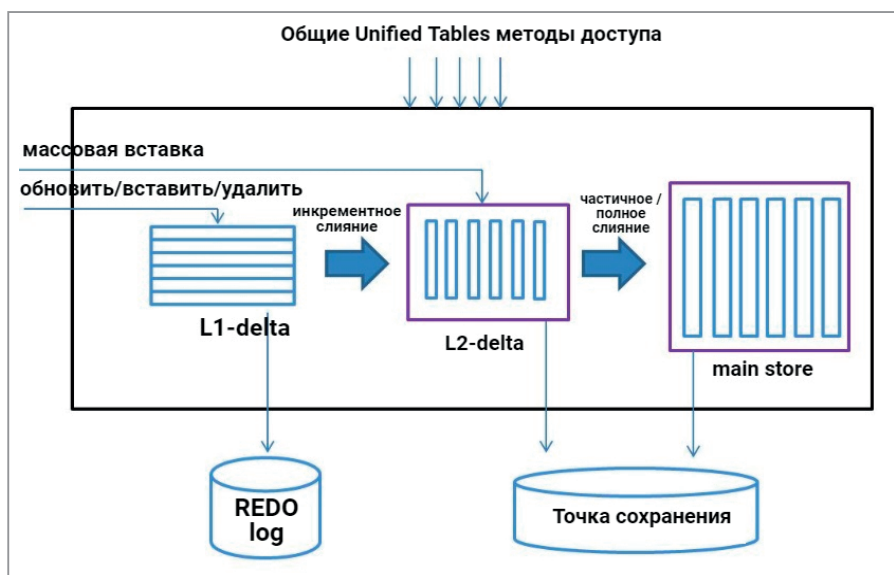 Общие Unified Tables методы доступа
массовая вставка
обновить/вставить/удалить
инкрементное
слияние
частичное /
полное
слияние
L1-delta
L2-delta
main store
REDO
log
Точка сохранения